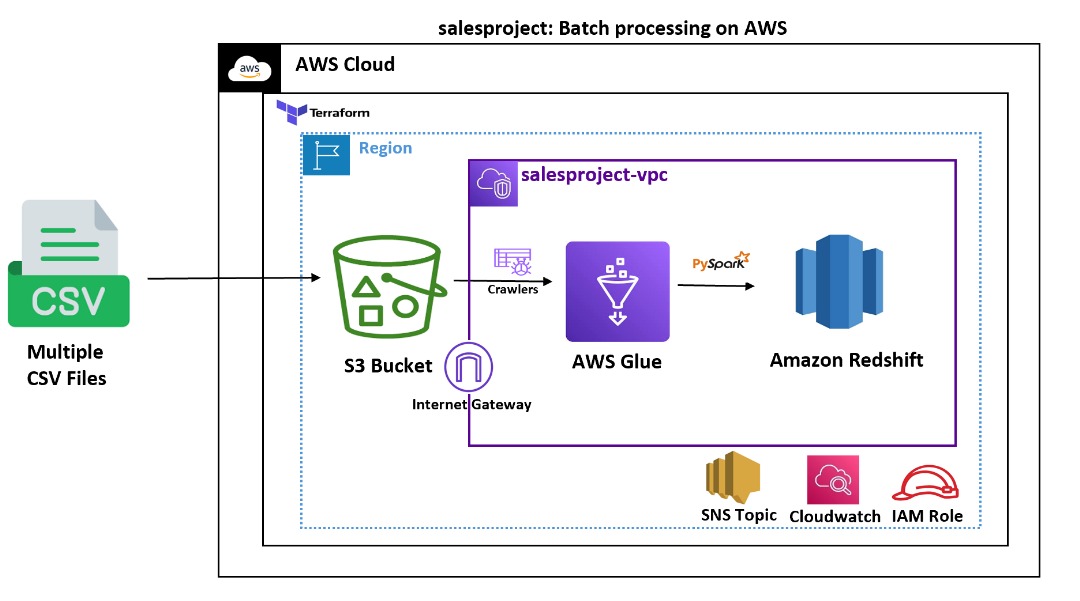 salesproject: Batch processing on AWS
aws
AWS Cloud
Terraform
Region
salesproject-vpc
CSV
Multiple
CSV Files
S3 Bucket
Crawlers
AWS Glue
PySpark
Amazon Redshift
Internet Gateway
SNS Topic
Cloudwatch
IAM Role